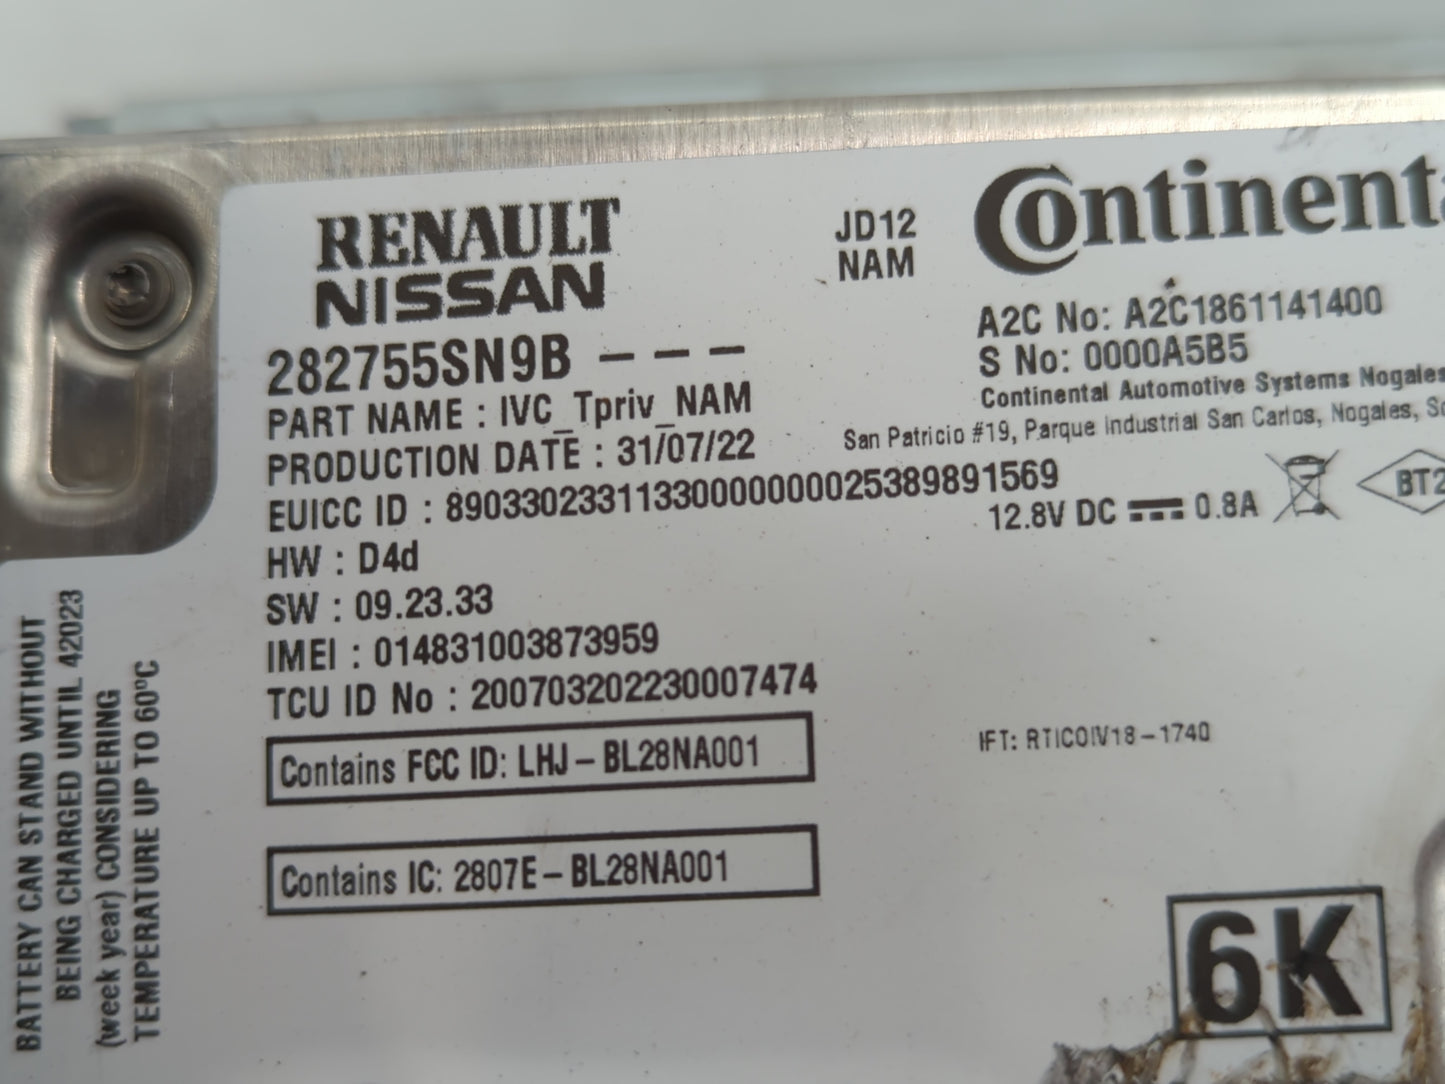 RENAULT
NISSAN
282755SN9B – – –
PART NAME : IVC_Tpriv_NAM
PRODUCTION DATE : 31/07/22
EUICC ID : 89033023311330000000025389891569
HW : D4d
SW : 09.23.33
IMEI : 014831003873959
TCU ID No : 200703202230007474
Contains FCC ID: LHJ – BL28NA001
Contains IC: 2807E – BL28NA001
JD12
NAM
Continenta
A2C No: A2C1861141400
S No: 0000A5B5
Continental Automotive Systems Nogales
San Patricio #19, Parque Industrial San Carlos, Nogales,
12.8V DC 0.8A
BT2
IFT: RTICOIV18-1740
6K
BATTERY CAN STAND WITHOUT
BEING CHARGED UNTIL 42023
(week year) CONSIDERING
TEMPERATURE UP TO 60ºC